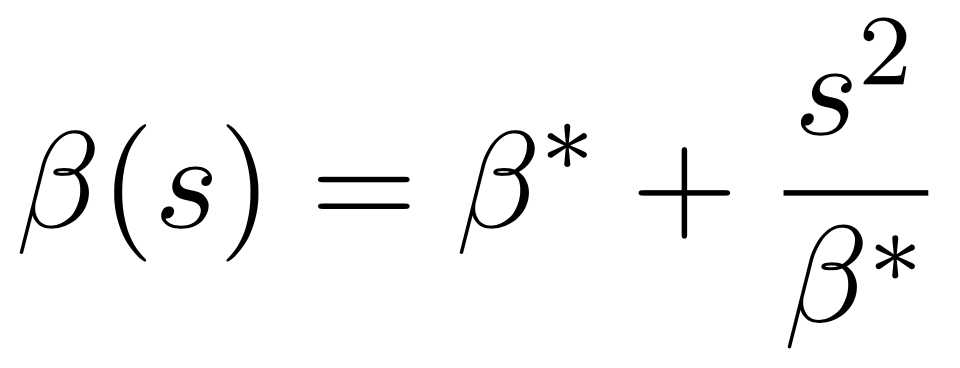 β(s) = β* + s²/β*